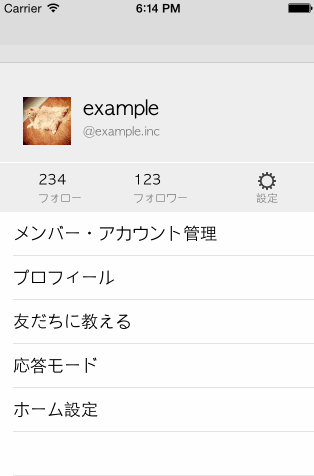 Carrier 6:14 PM
example
@example.inc
234 123
フォロー フォロワー 設定
メンバー・アカウント管理
プロフィール
友だちに教える
応答モード
ホーム設定